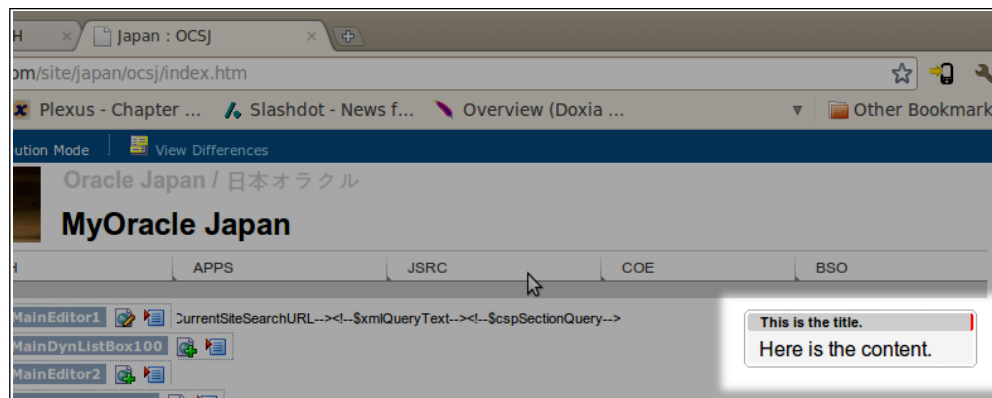 H
Japan : OCSJ
om/site/japan/ocsj/index.htm
Plexus - Chapter ...
Slashdot - News f...
Overview (Doxia ...
Other Bookmark
ution Mode
View Differences
Oracle Japan / 日本オラクル
MyOracle Japan
H
APPS
JSRC
COE
BSO
MainEditor1
CurrentSiteSearchURL--><!--$xmlQueryText--><!--$cspSectionQuery-->
This is the title.
MainDynListBox100
Here is the content.
MainEditor2